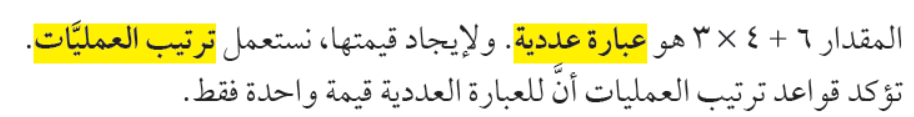 المقدار ٦ + ٤ × ٣ هو عبارة عددية. ولإيجاد قيمتها، نستعمل ترتيب العمليَّات.
تؤكد قواعد ترتيب العمليات أنَّ للعبارة العددية قيمة واحدة فقط.